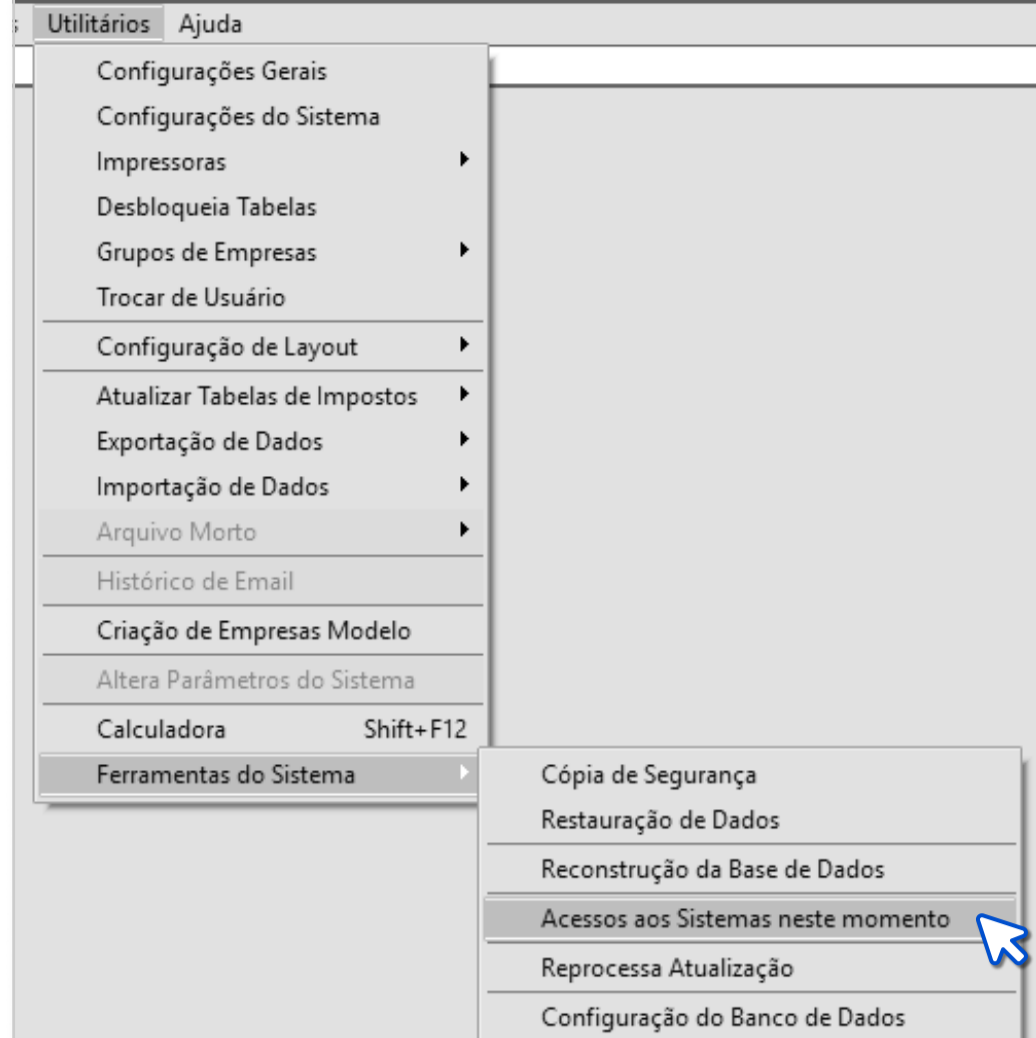 Utilitários Ajuda
Configurações Gerais
Configurações do Sistema
Impressoras
Desbloqueia Tabelas
Grupos de Empresas
Trocar de Usuário
Configuração de Layout
Atualizar Tabelas de Impostos
Exportação de Dados
Importação de Dados
Arquivo Morto
Histórico de Email
Criação de Empresas Modelo
Altera Parâmetros do Sistema
Calculadora Shift+F12
Ferramentas do Sistema
Cópia de Segurança
Restauração de Dados
Reconstrução da Base de Dados
Acessos aos Sistemas neste momento
Reprocessa Atualização
Configuração do Banco de Dados